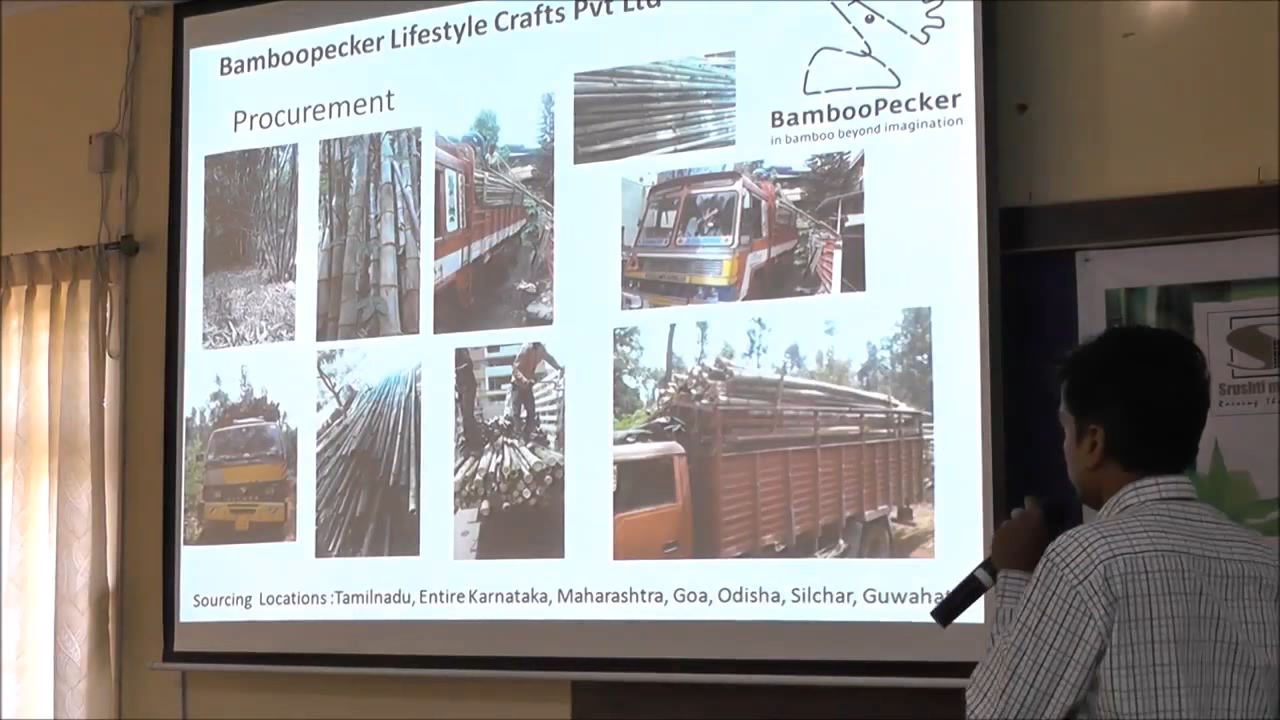 Bamboopecker Lifestyle Crafts Pvt Ltd
Procurement
BambooPecker
in bamboo beyond imagination
Sourcing Locations :Tamilnadu, Entire Karnataka, Maharashtra, Goa, Odisha, Silchar, Guwahat
Srushti